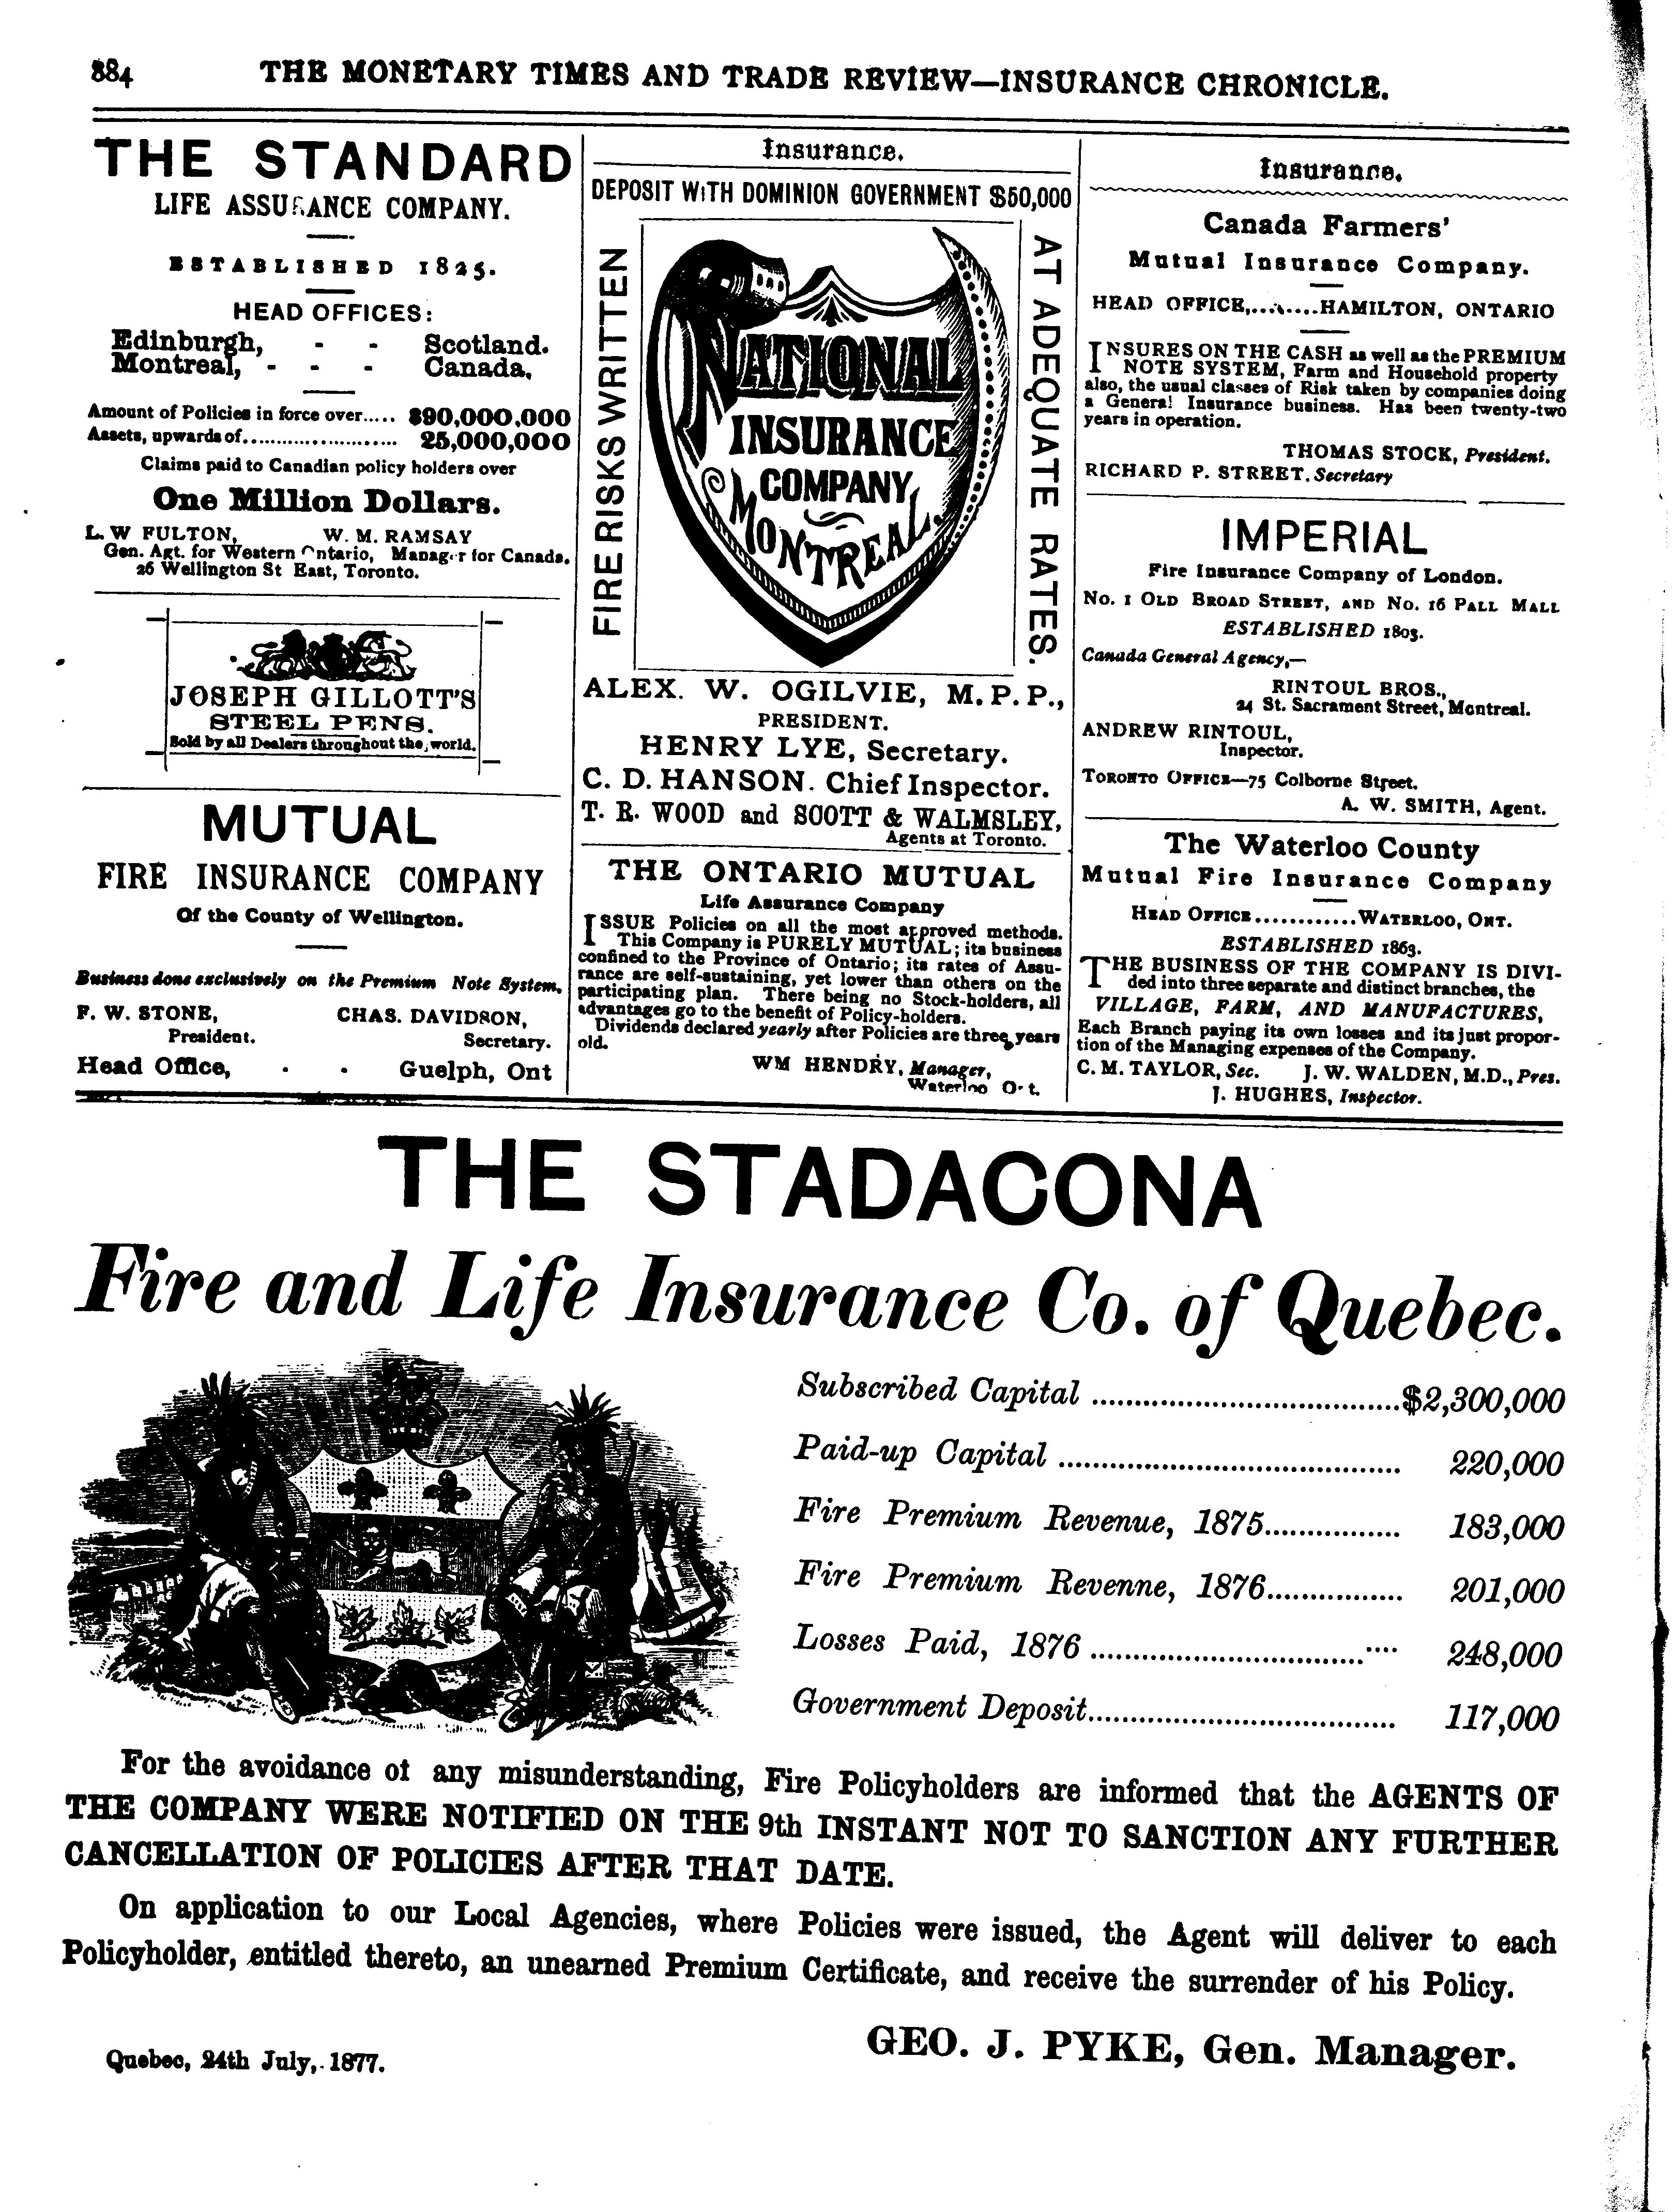 884 THE MONETARY TIMES AND TRADE REVIEW—INSURANCE CHRONICLE.
THE STANDARD
LIFE ASSURANCE COMPANY.
ESTABLISHED 1825.
HEAD OFFICES:
Edinburgh, - - Scotland.
Montreal, - - - Canada.
Amount of Policies in force over..... $90,000,000
Assets, upwards of........................ 25,000,000
Claims paid to Canadian policy holders over
One Million Dollars.
L. W FULTON, W. M. RAMSAY
Gen. Agt. for Western Ontario, Manager for Canada.
26 Wellington St East, Toronto.
JOSEPH GILLOTT'S
STEEL PENS.
Sold by all Dealers throughout the world.
MUTUAL
FIRE INSURANCE COMPANY
Of the County of Wellington.
Business done exclusively on the Premium Note System.
F. W. STONE, CHAS. DAVIDSON,
President. Secretary.
Head Office, - - Guelph, Ont
Insurance.
DEPOSIT WITH DOMINION GOVERNMENT $50,000
FIRE RISKS WRITTEN
NATIONAL
INSURANCE
COMPANY
MONTREAL.
AT ADEQUATE RATES.
ALEX. W. OGILVIE, M.P.P.,
PRESIDENT.
HENRY LYE, Secretary.
C. D. HANSON. Chief Inspector.
T. R. WOOD and SCOTT & WALMSLEY,
Agents at Toronto.
THE ONTARIO MUTUAL
Life Assurance Company
ISSUE Policies on all the most approved methods.
This Company is PURELY MUTUAL; its business
confined to the Province of Ontario; its rates of Assu-
rance are self-sustaining, yet lower than others on the
participating plan. There being no Stock-holders, all
advantages go to the benefit of Policy-holders.
Dividends declared yearly after Policies are three years
old.
WM HENDRY, Manager,
Waterloo O·t.
Insurance.
Canada Farmers'
Mutual Insurance Company.
HEAD OFFICE,........HAMILTON, ONTARIO
INSURES ON THE CASH as well as the PREMIUM
NOTE SYSTEM, Farm and Household property
also, the usual classes of Risk taken by companies doing
a General Insurance business. Has been twenty-two
years in operation.
THOMAS STOCK, President.
RICHARD P. STREET. Secretary
IMPERIAL
Fire Insurance Company of London.
No. 1 OLD BROAD STREET, AND No. 16 PALL MALL
ESTABLISHED 1803.
Canada General Agency,—
RINTOUL BROS.,
24 St. Sacrament Street, Montreal.
ANDREW RINTOUL,
Inspector.
TORONTO OFFICE—75 Colborne Street.
A. W. SMITH, Agent.
The Waterloo County
Mutual Fire Insurance Company
HEAD OFFICE............WATERLOO, ONT.
ESTABLISHED 1863.
THE BUSINESS OF THE COMPANY IS DIVI-
ded into three separate and distinct branches, the
VILLAGE, FARM, AND MANUFACTURES,
Each Branch paying its own losses and its just propor-
tion of the Managing expenses of the Company.
C. M. TAYLOR, Sec. J. W. WALDEN, M.D., Pres.
J. HUGHES, Inspector.
THE STADACONA
Fire and Life Insurance Co. of Quebec.
Subscribed Capital ....................................$2,300,000
Paid-up Capital ....................................... 220,000
Fire Premium Revenue, 1875................ 183,000
Fire Premium Revenne, 1876................ 201,000
Losses Paid, 1876 .................................... 248,000
Government Deposit.................................... 117,000
For the avoidance of any misunderstanding, Fire Policyholders are informed that the AGENTS OF
THE COMPANY WERE NOTIFIED ON THE 9th INSTANT NOT TO SANCTION ANY FURTHER
CANCELLATION OF POLICIES AFTER THAT DATE.
On application to our Local Agencies, where Policies were issued, the Agent will deliver to each
Policyholder, entitled thereto, an unearned Premium Certificate, and receive the surrender of his Policy.
GEO. J. PYKE, Gen. Manager.
Quebec, 24th July, 1877.